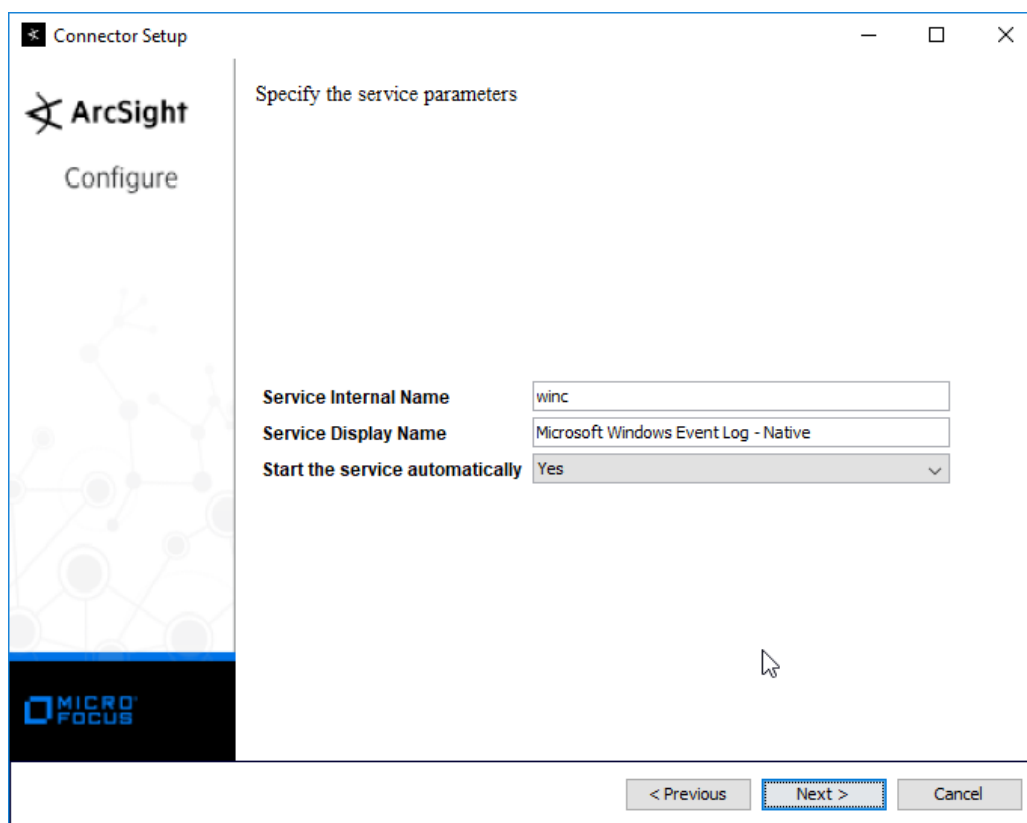 Connector Setup
ArcSight
Configure
Specify the service parameters
Service Internal Name winc
Service Display Name Microsoft Windows Event Log - Native
Start the service automatically Yes
MICRO
FOCUS
< Previous Next > Cancel